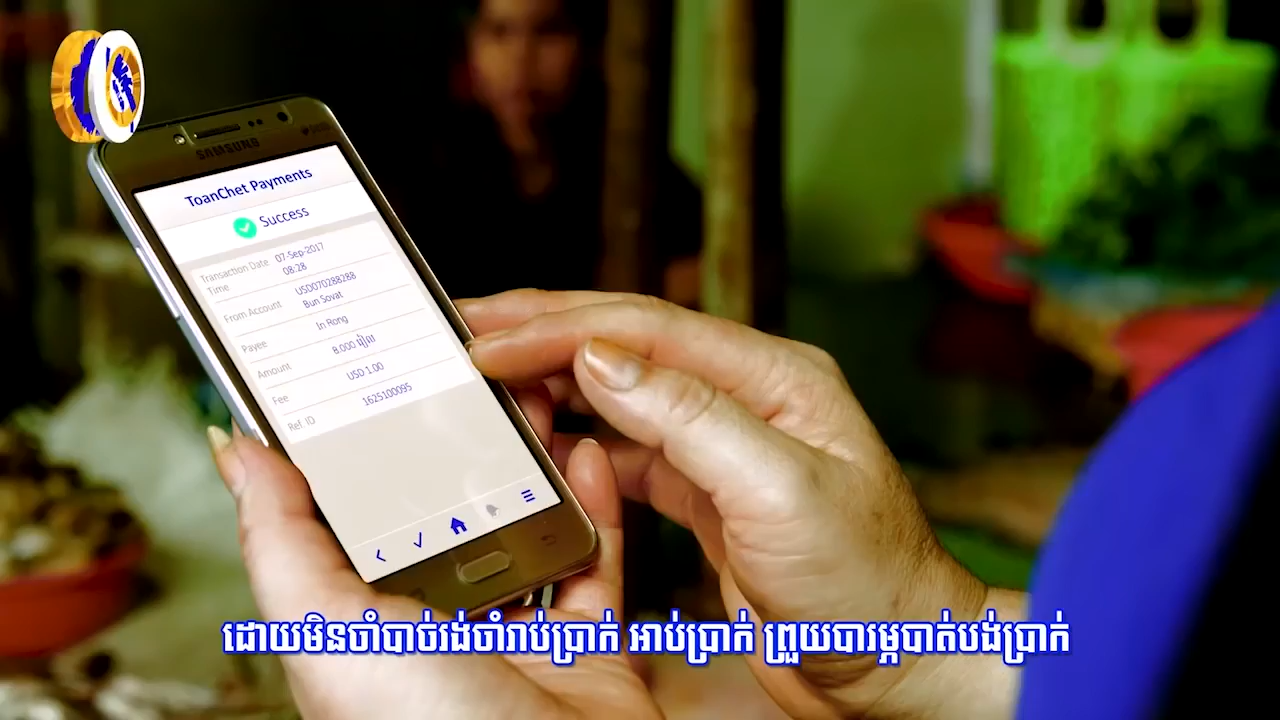 SAMSUNG
ToanChet Payments
Success
Transaction Date 07-Sep-2017
Time 08:28
From Account USD070288288
Bun Sovat
Payee In Rong
Amount 8.000 រៀល
Fee USD 1.00
Ref ID 1625100095
ដោយមិនចាំបាច់រង់ចាំរាប់ប្រាក់ អាប់ប្រាក់ ព្រួយបារម្ភបាត់បង់ប្រាក់